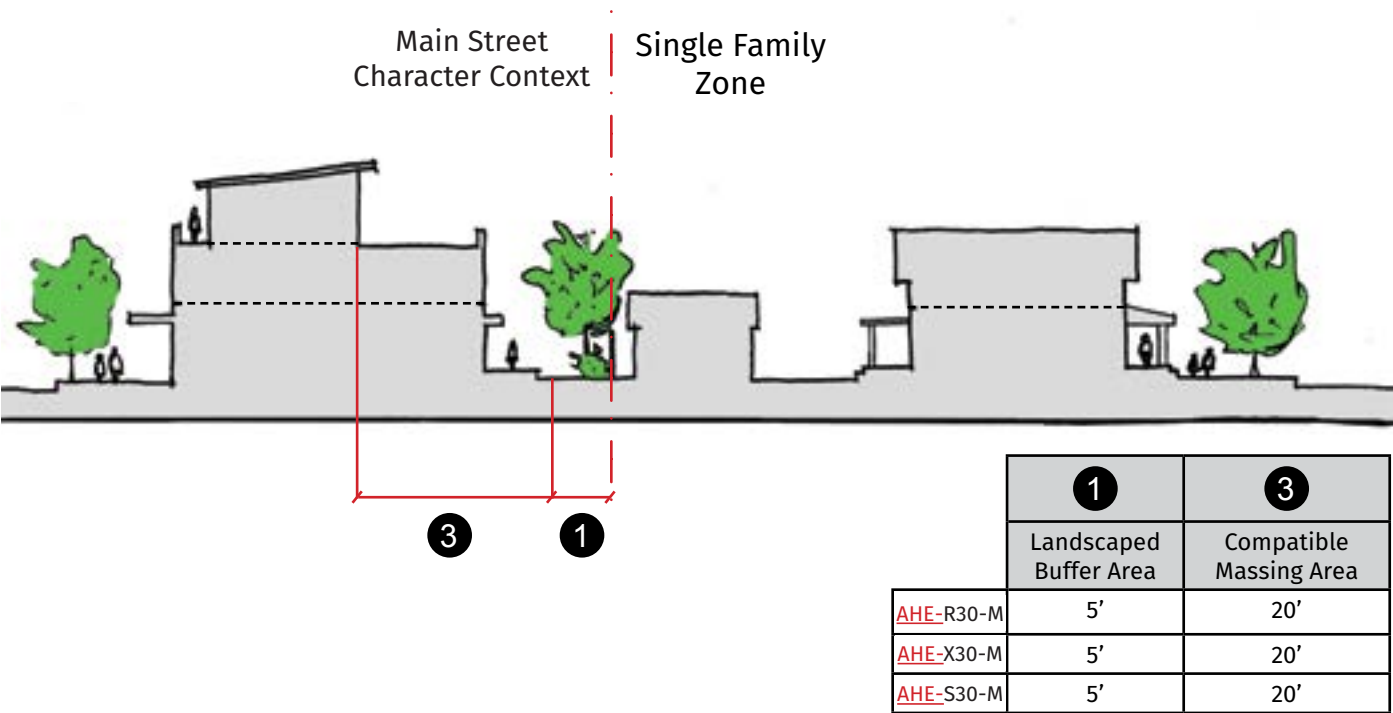 Main Street
Character Context
Single Family
Zone
3
1
1
3
Landscaped
Buffer Area
Compatible
Massing Area
AHE-R30-M 5’ 20’
AHE-X30-M 5’ 20’
AHE-S30-M 5’ 20’